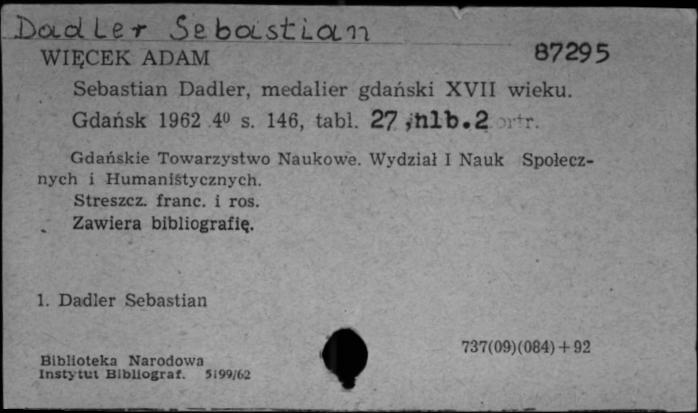 Dadler Sebastian
WIĘCEK ADAM 87295
Sebastian Dadler, medalier gdański XVII wieku.
Gdańsk 1962 4⁰ s. 146, tabl. 27, nlb. 2
Gdańskie Towarzystwo Naukowe. Wydział I Nauk Społecz-
nych i Humanistycznych.
Streszcz. franc. i ros.
Zawiera bibliografię.
1. Dadler Sebastian
737(09)(084)+92
Biblioteka Narodowa
Instytut Bibliograf. 5199/62